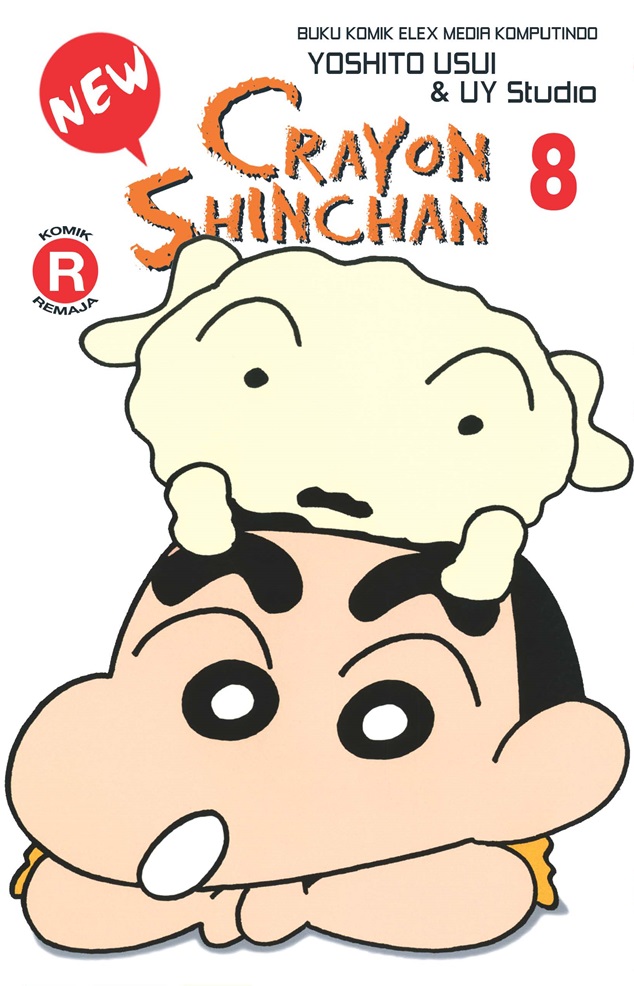 BUKU KOMIK ELEX MEDIA KOMPUTINDO
YOSHITO USUI
& UY Studio
NEW
CRAYON
SHINCHAN
8
KOMIK
R
REMAJA